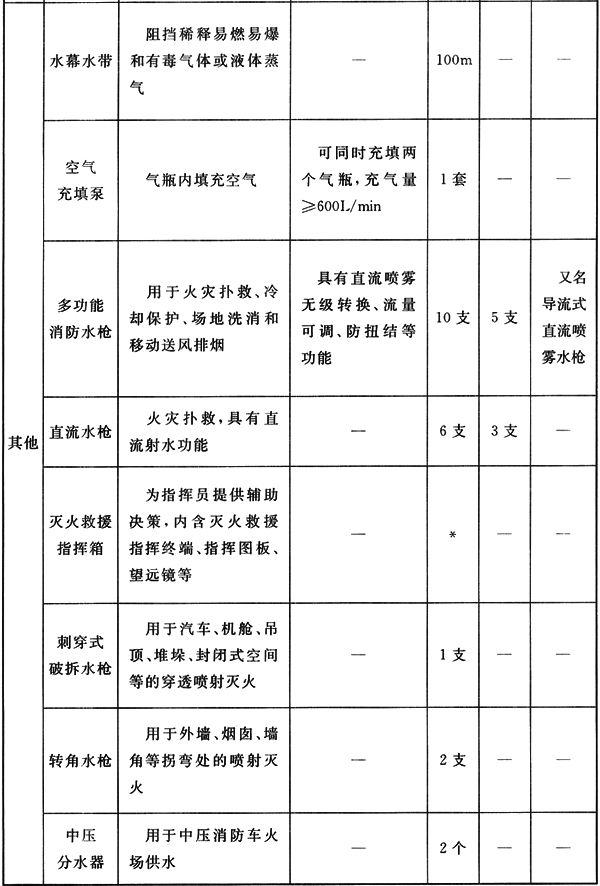 其他
水幕水带
阻挡稀释易燃易爆
和有毒气体或液体蒸
气
—
100m
—
—
空气
充填泵
气瓶内填充空气
可同时充填两
个气瓶,充气量
≥600L/min
1套
—
—
多功能
消防水枪
用于火灾扑救、冷
却保护、场地洗消和
移动送风排烟
具有直流喷雾
无级转换、流量
可调、防扭结等
功能
10支
5支
又名
导流式
直流喷
雾水枪
直流水枪
火灾扑救,具有直
流射水功能
—
6支
3支
—
灭火救援
指挥箱
为指挥员提供辅助
决策,内含灭火救援
指挥终端、指挥图板、
望远镜等
—
*
—
—
刺穿式
破拆水枪
用于汽车、机舱、吊
顶、堆垛、封闭式空间
等的穿透喷射灭火
—
1支
—
—
转角水枪
用于外墙、烟囱、墙
角等拐弯处的喷射灭
火
—
2支
—
—
中压
分水器
用于中压消防车火
场供水
—
2个
—
—